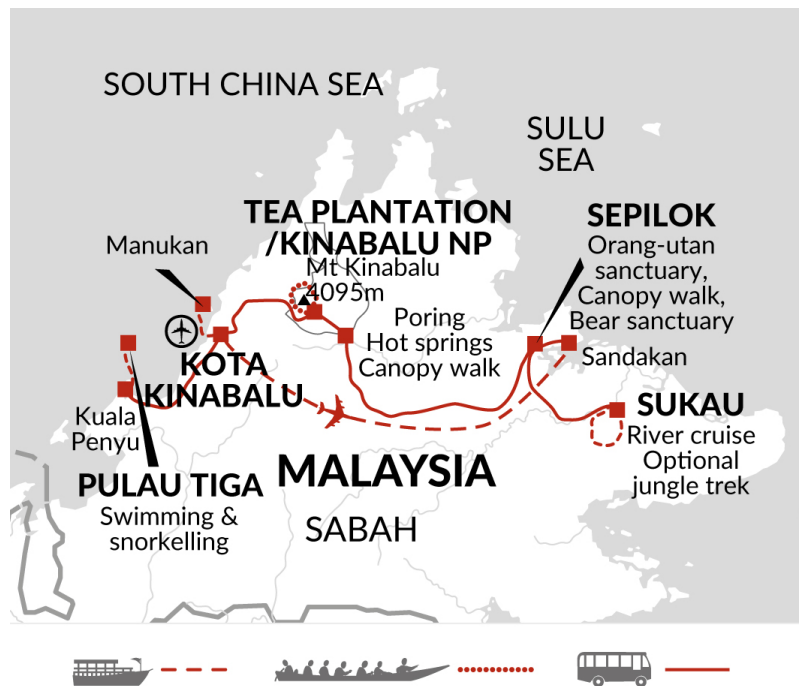 SOUTH CHINA SEA
SULU
SEA
TEA PLANTATION
/KINABALU NP
Mt Kinabalu
4095m
SEPILOK
Orang-utan
sanctuary,
Canopy walk,
Bear sanctuary
Manukan
Poring
Hot springs
Canopy walk
Sandakan
KOTA
KINABALU
Kuala
Penyu
SUKAU
River cruise
Optional
jungle trek
PULAU TIGA
Swimming &
snorkelling
MALAYSIA
SABAH